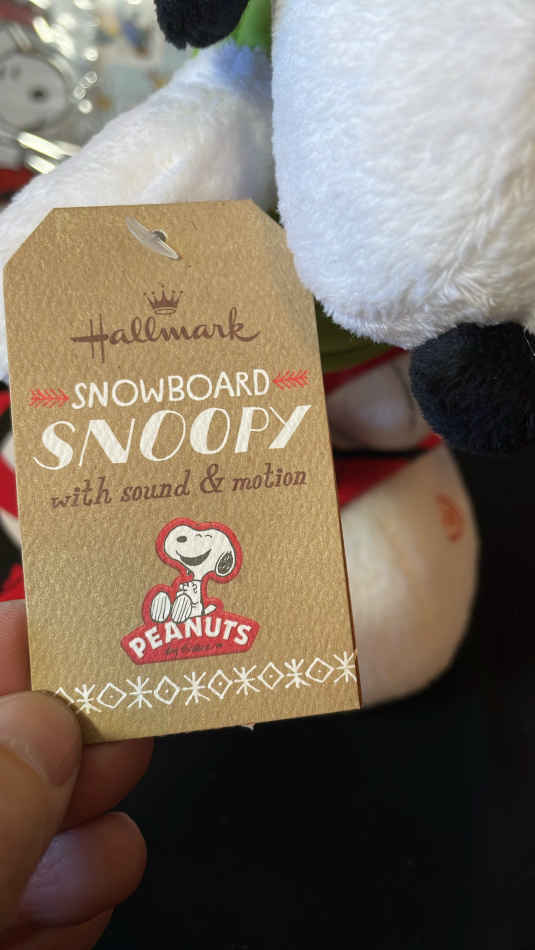 Hallmark
SNOWBOARD
SNOOPY
with sound & motion
PEANUTS